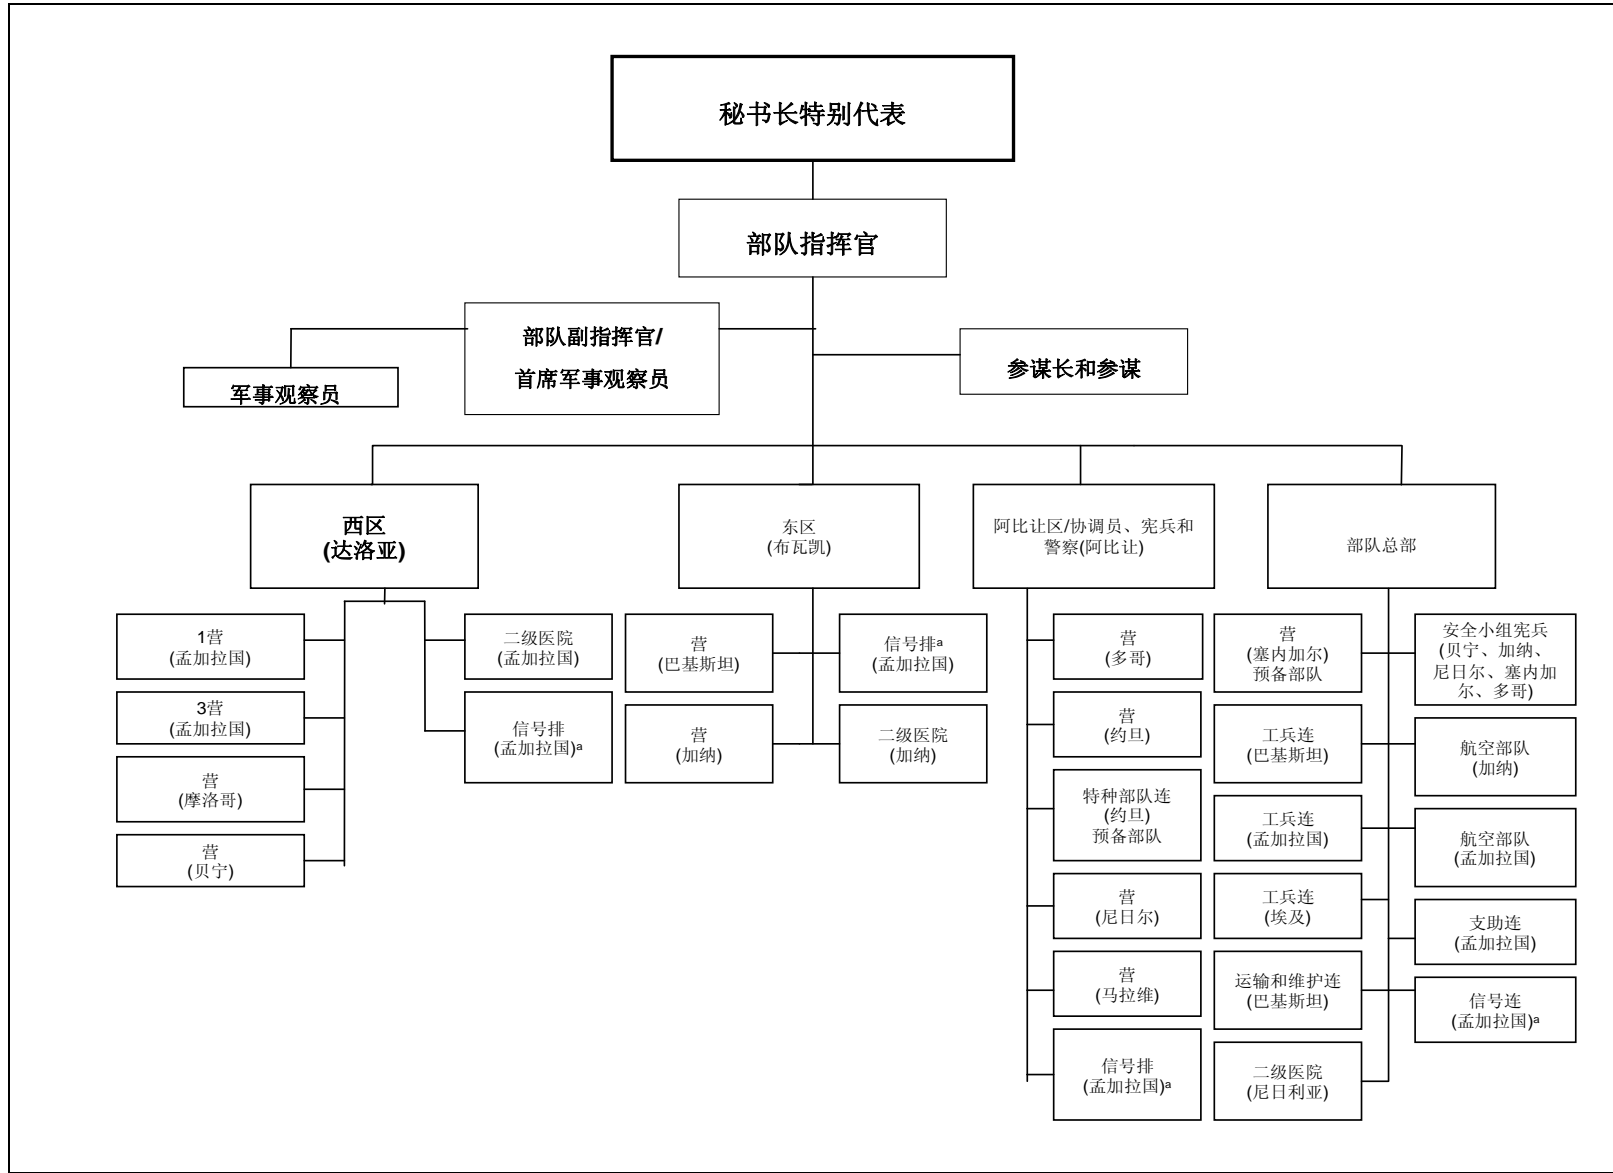 秘书长特别代表
部队指挥官
部队副指挥官/
首席军事观察员
军事观察员
参谋长和参谋
西区
(达洛亚)
东区
(布瓦凯)
阿比让区/协调员、宪兵和
警察(阿比让)
部队总部
1营
(孟加拉国)
3营
(孟加拉国)
营
(摩洛哥)
营
(贝宁)
二级医院
(孟加拉国)
信号排
(孟加拉国)ᵃ
营
(巴基斯坦)
营
(加纳)
信号排ᵃ
(孟加拉国)
二级医院
(加纳)
营
(多哥)
营
(约旦)
特种部队连
(约旦)
预备部队
营
(尼日尔)
营
(马拉维)
信号排
(孟加拉国)ᵃ
营
(塞内加尔)
预备部队
工兵连
(巴基斯坦)
工兵连
(孟加拉国)
工兵连
(埃及)
运输和维护连
(巴基斯坦)
二级医院
(尼日利亚)
安全小组宪兵
(贝宁、加纳、
尼日尔、塞内加
尔、多哥)
航空部队
(加纳)
航空部队
(孟加拉国)
支助连
(孟加拉国)
信号连
(孟加拉国)ᵃ